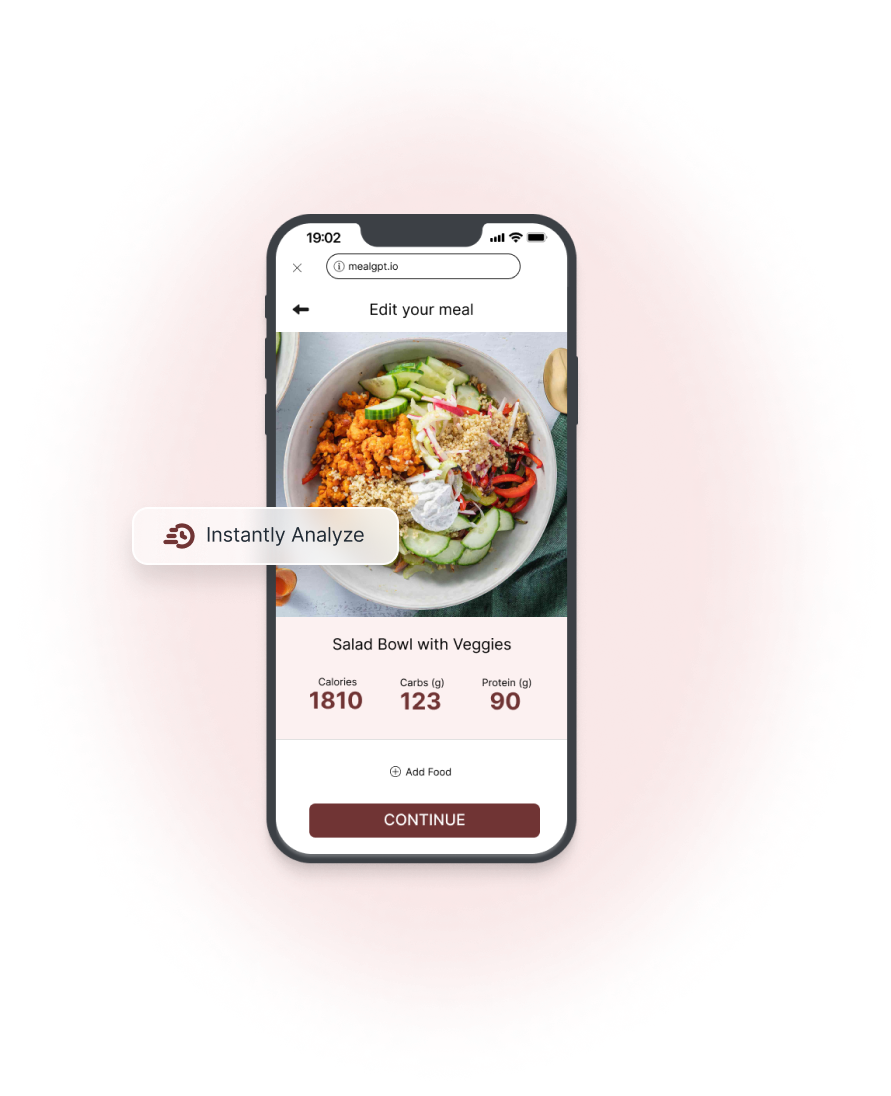 19:02
mealgpt.io
Edit your meal
Instantly Analyze
Salad Bowl with Veggies
Calories Carbs (g) Protein (g)
1810 123 90
Add Food
CONTINUE